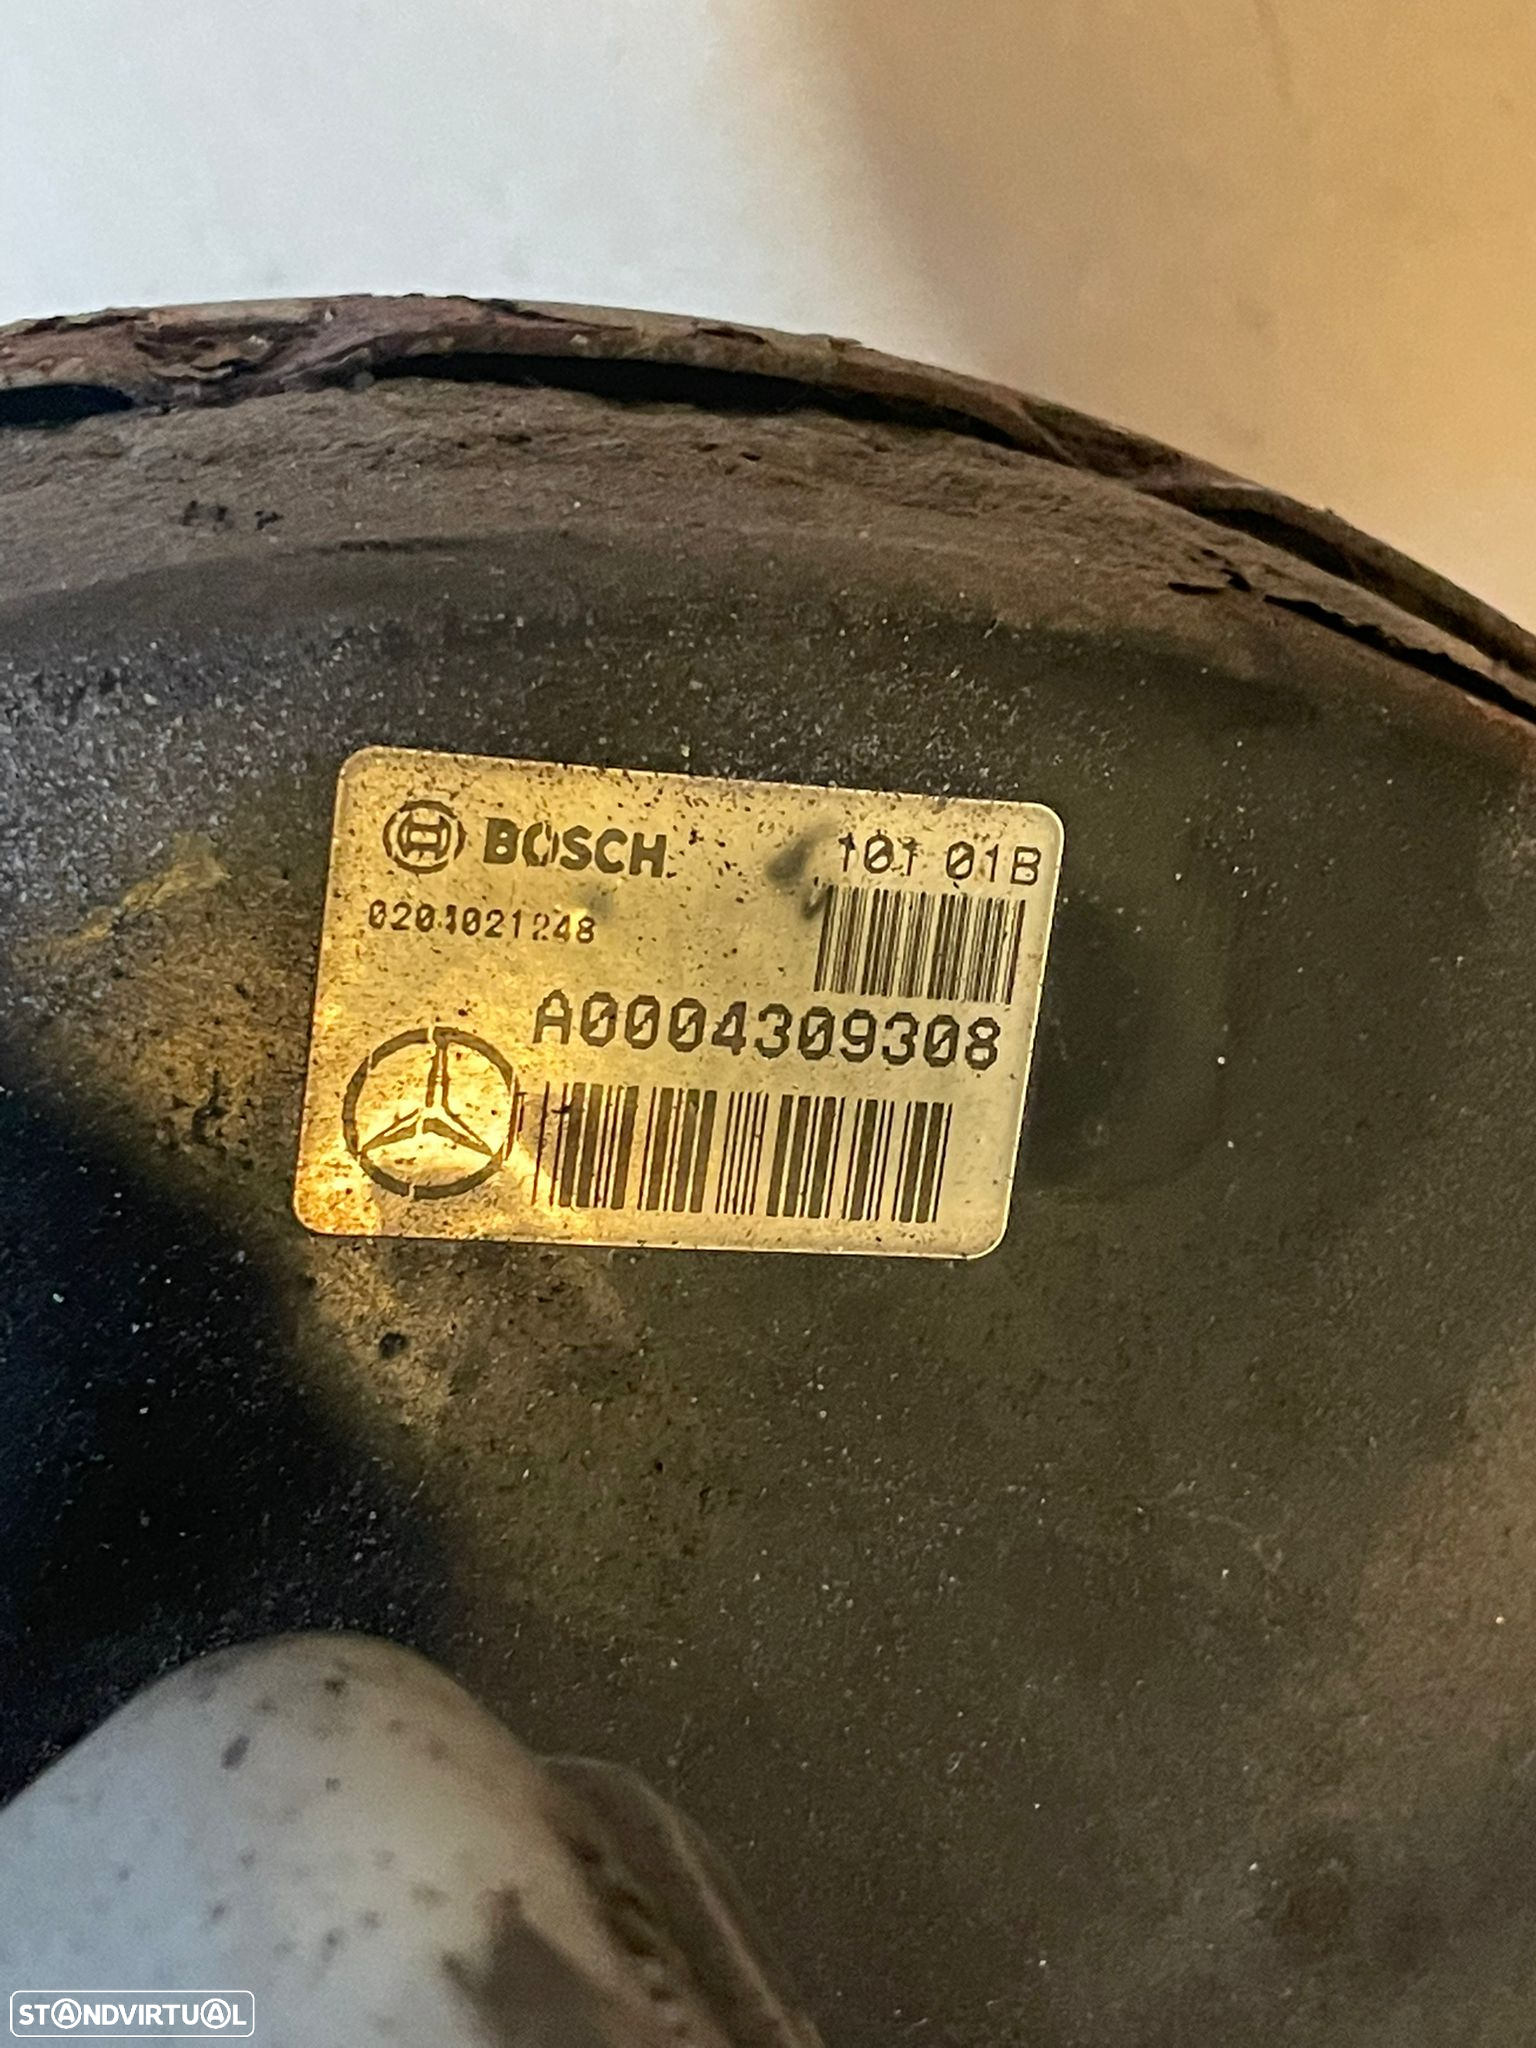 BOSCH
101 01B
0204021248
A0004309308
STANDVIRTUAL